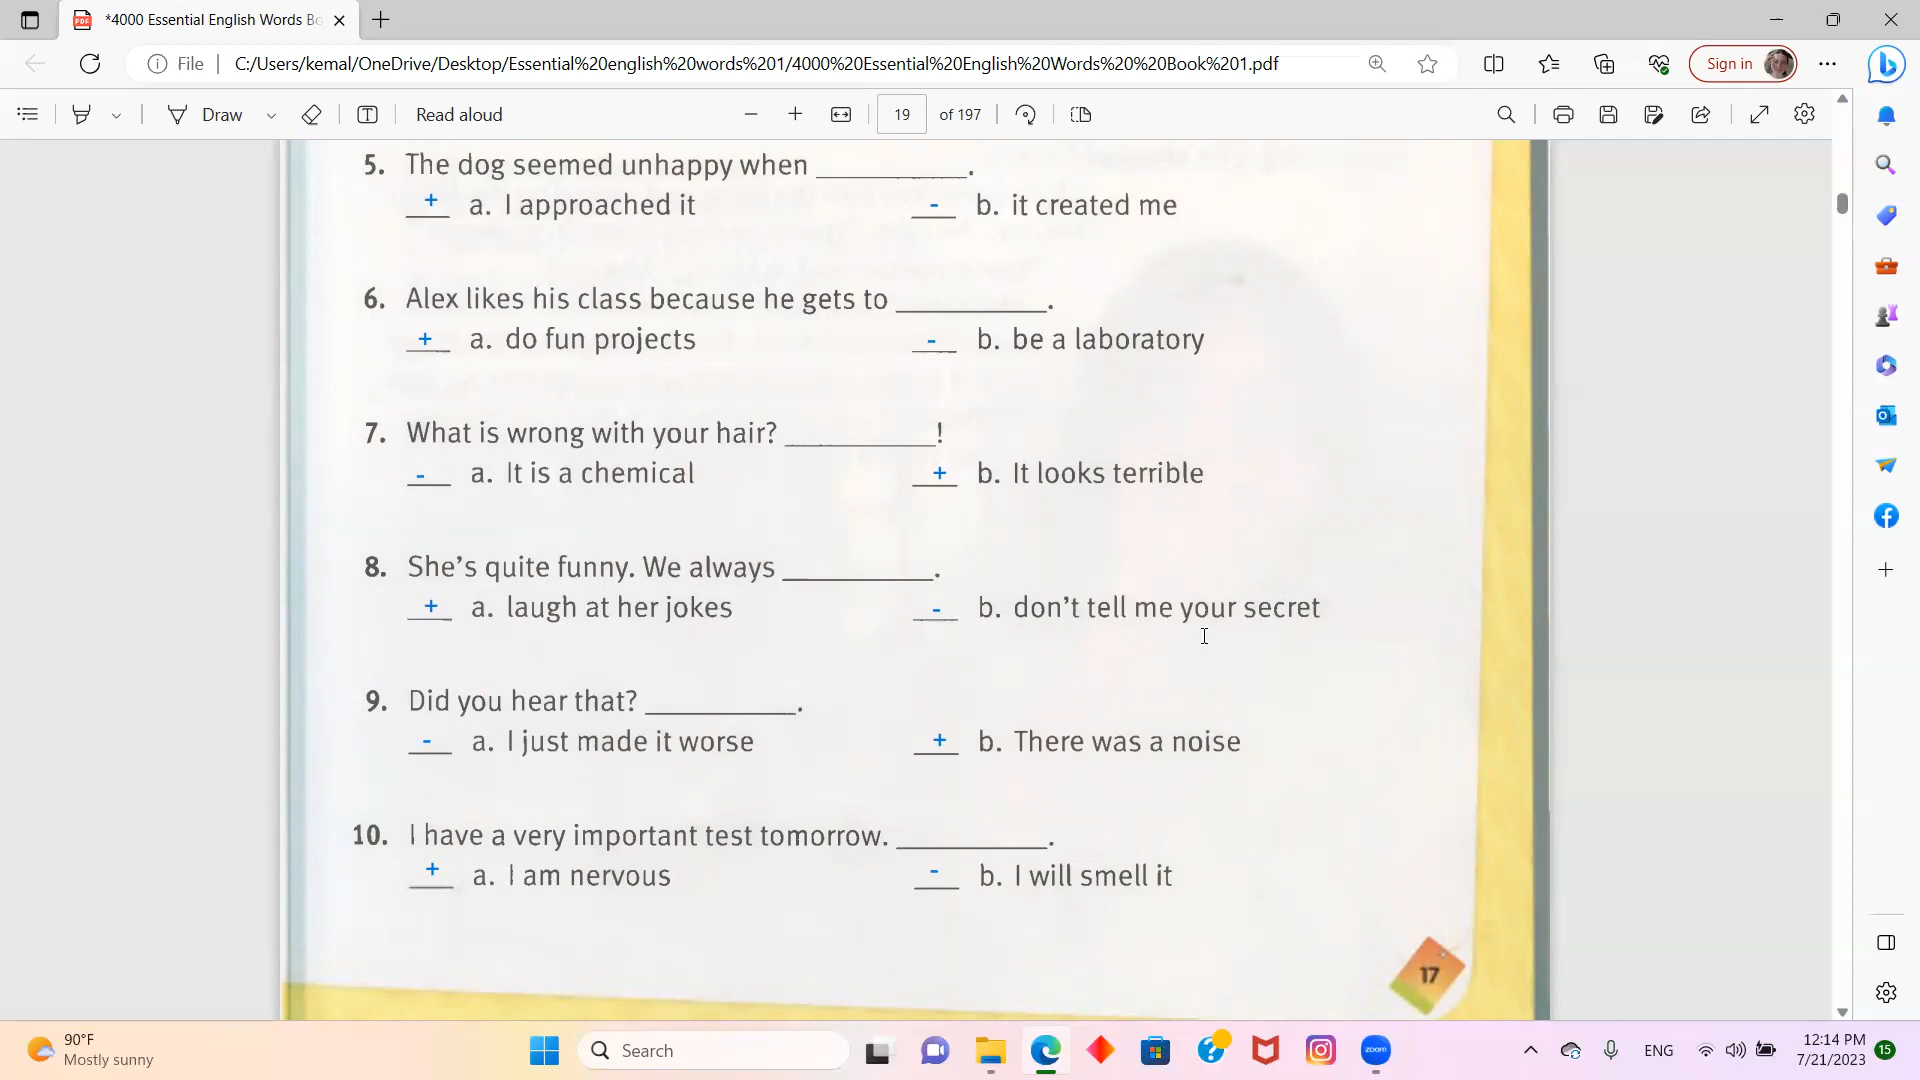 *4000 Essential English Words Bo
File
C:/Users/kemal/OneDrive/Desktop/Essential%20english%20words%201/4000%20Essential%20English%20Words%20%20Book%201.pdf
Sign in
Draw
Read aloud
19 of 197
5. The dog seemed unhappy when __________.
+ a. I approached it - b. it created me
6. Alex likes his class because he gets to __________.
+ a. do fun projects - b. be a laboratory
7. What is wrong with your hair? __________!
- a. It is a chemical + b. It looks terrible
8. She's quite funny. We always __________.
+ a. laugh at her jokes - b. don't tell me your secret
9. Did you hear that? __________.
- a. I just made it worse + b. There was a noise
10. I have a very important test tomorrow. __________.
+ a. I am nervous - b. I will smell it
17
90°F
Mostly sunny
Search
zoom
ENG
12:14 PM
7/21/2023
15